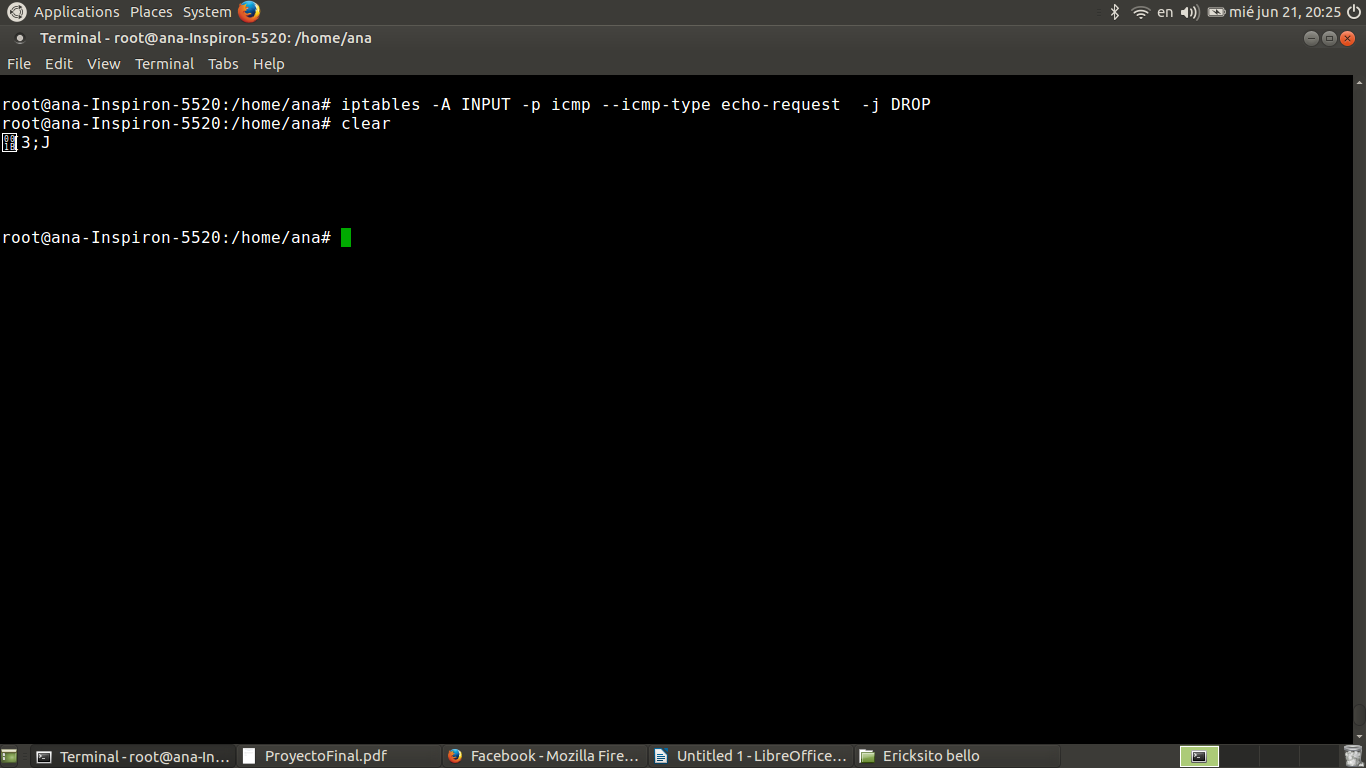 Applications Places System en mié jun 21, 20:25
Terminal - root@ana-Inspiron-5520: /home/ana
File Edit View Terminal Tabs Help
root@ana-Inspiron-5520:/home/ana# iptables -A INPUT -p icmp --icmp-type echo-request  -j DROP
root@ana-Inspiron-5520:/home/ana# clear
[3;J
root@ana-Inspiron-5520:/home/ana#
Terminal - root@ana-In... ProyectoFinal.pdf Facebook - Mozilla Fire... Untitled 1 - LibreOffice... Ericksito bello